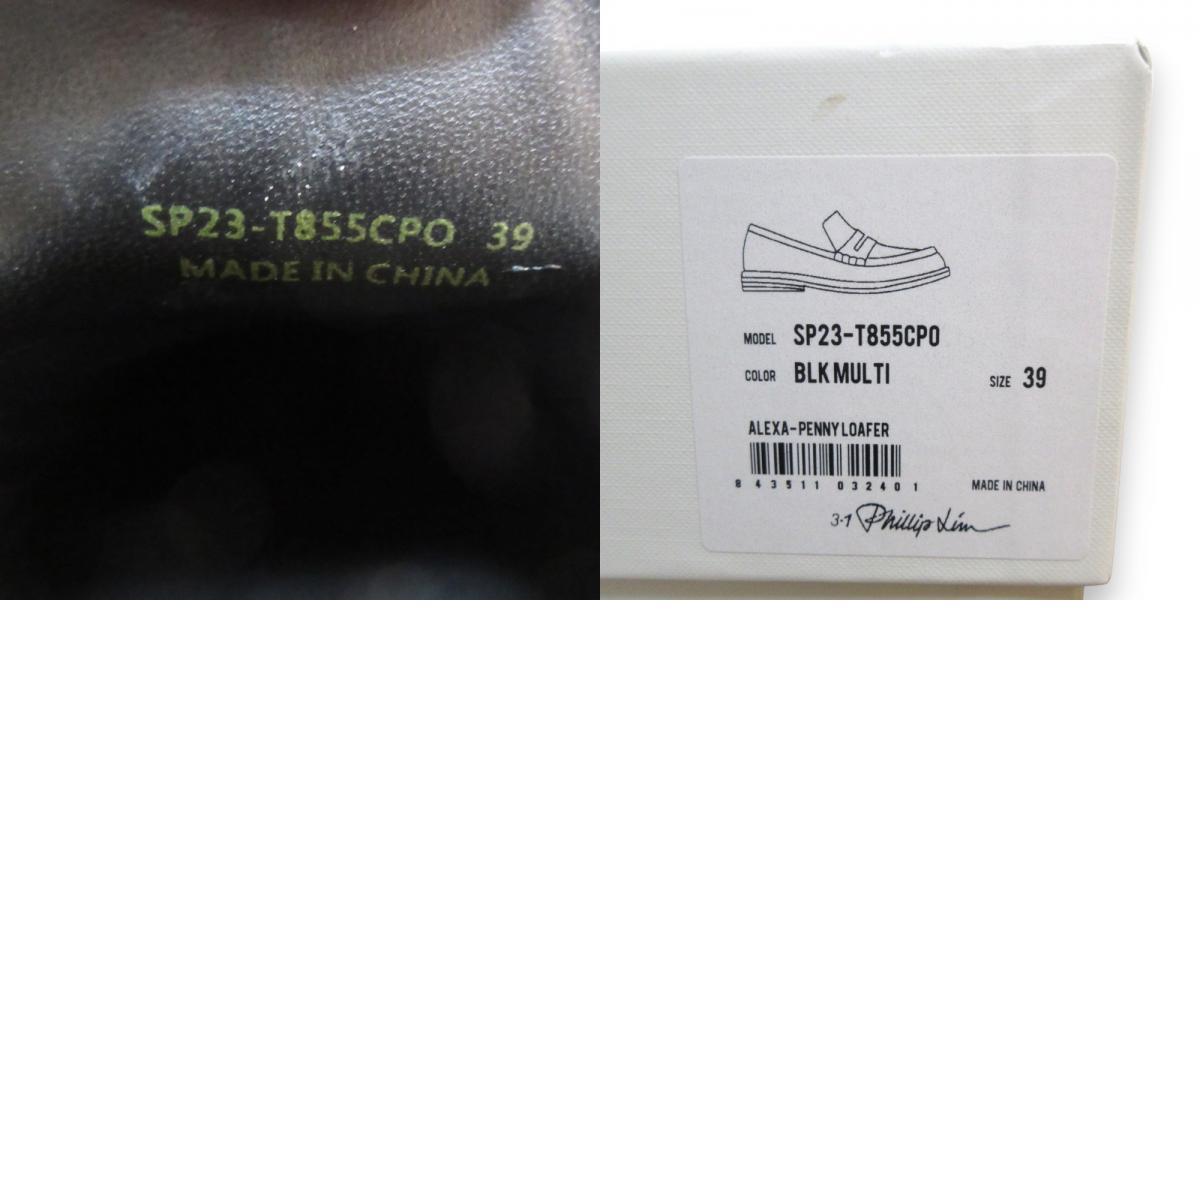 SP23-T855CPO 39
MADE IN CHINA
MODEL SP23-T855CPO
COLOR BLK MULTI SIZE 39
ALEXA-PENNY LOAFER
8 43511 03240 1 MADE IN CHINA
3·1 Phillip Lim